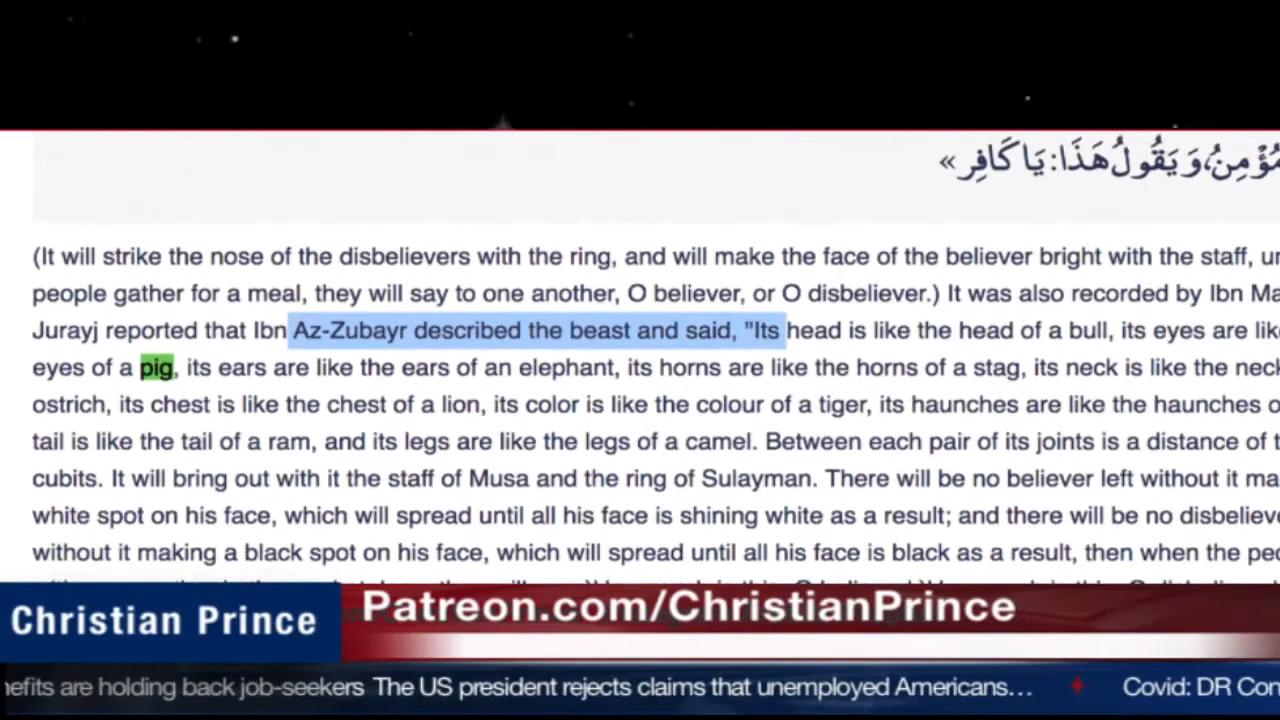 مُؤْمِنُ، وَيَقُولُ هَذَا: يَا كَافِر»
(It will strike the nose of the disbelievers with the ring, and will make the face of the believer bright with the staff, un
people gather for a meal, they will say to one another, O believer, or O disbeliever.) It was also recorded by Ibn Ma
Jurayj reported that Ibn Az-Zubayr described the beast and said, "Its head is like the head of a bull, its eyes are like
eyes of a pig, its ears are like the ears of an elephant, its horns are like the horns of a stag, its neck is like the neck
ostrich, its chest is like the chest of a lion, its color is like the colour of a tiger, its haunches are like the haunches o
tail is like the tail of a ram, and its legs are like the legs of a camel. Between each pair of its joints is a distance of t
cubits. It will bring out with it the staff of Musa and the ring of Sulayman. There will be no believer left without it ma
white spot on his face, which will spread until all his face is shining white as a result; and there will be no disbelieve
without it making a black spot on his face, which will spread until all his face is black as a result, then when the peo
Christian Prince
Patreon.com/ChristianPrince
nefits are holding back job-seekers The US president rejects claims that unemployed Americans… Covid: DR Con